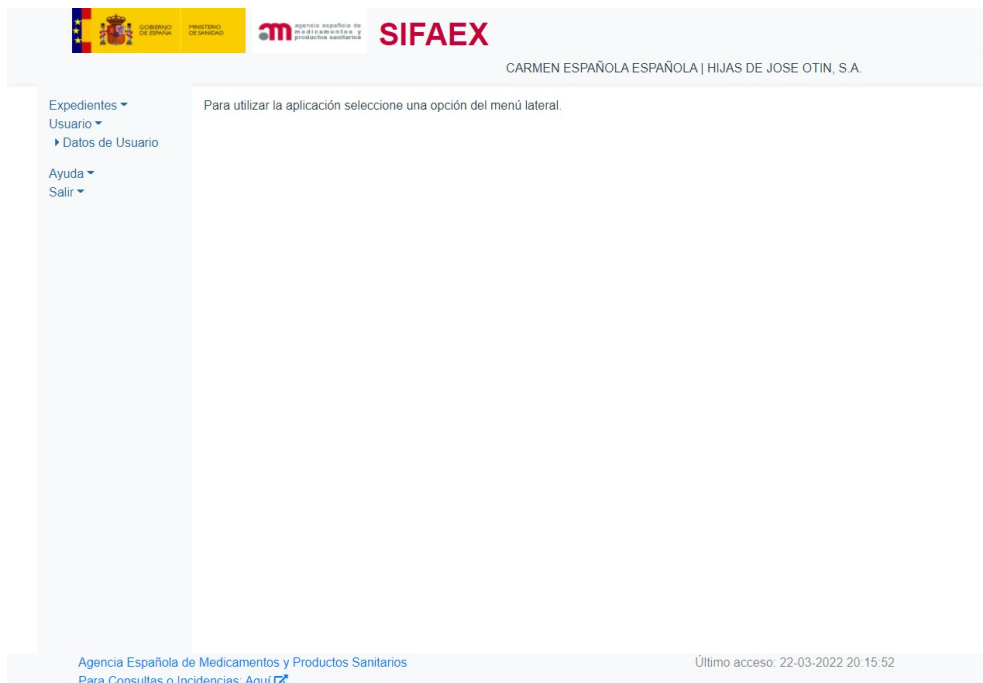 GOBIERNO
DE ESPAÑA
MINISTERIO
DE SANIDAD
agencia española de
medicamentos y
productos sanitarios
SIFAEX
CARMEN ESPAÑOLA ESPAÑOLA | HIJAS DE JOSE OTIN, S.A.
Expedientes
Usuario
Datos de Usuario
Ayuda
Salir
Para utilizar la aplicación seleccione una opción del menú lateral.
Agencia Española de Medicamentos y Productos Sanitarios
Último acceso: 22-03-2022 20:15:52
Para Consultas o Incidencias: Aquí